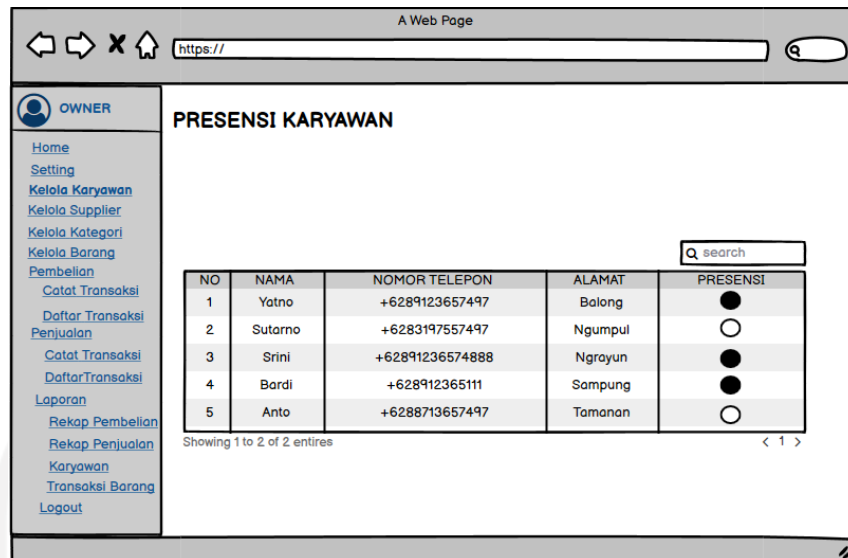 A Web Page
https://
OWNER
Home
Setting
Kelola Karyawan
Kelola Supplier
Kelola Kategori
Kelola Barang
Pembelian
Catat Transaksi
Daftar Transaksi
Penjualan
Catat Transaksi
DaftarTransaksi
Laporan
Rekap Pembelian
Rekap Penjualan
Karyawan
Transaksi Barang
Logout
PRESENSI KARYAWAN
search
NO NAMA NOMOR TELEPON ALAMAT PRESENSI
1 Yatno +6289123657497 Balong
2 Sutarno +6283197557497 Ngumpul
3 Srini +62891236574888 Ngrayun
4 Bardi +628912365111 Sampung
5 Anto +6288713657497 Tamanan
Showing 1 to 2 of 2 entires
< 1 >